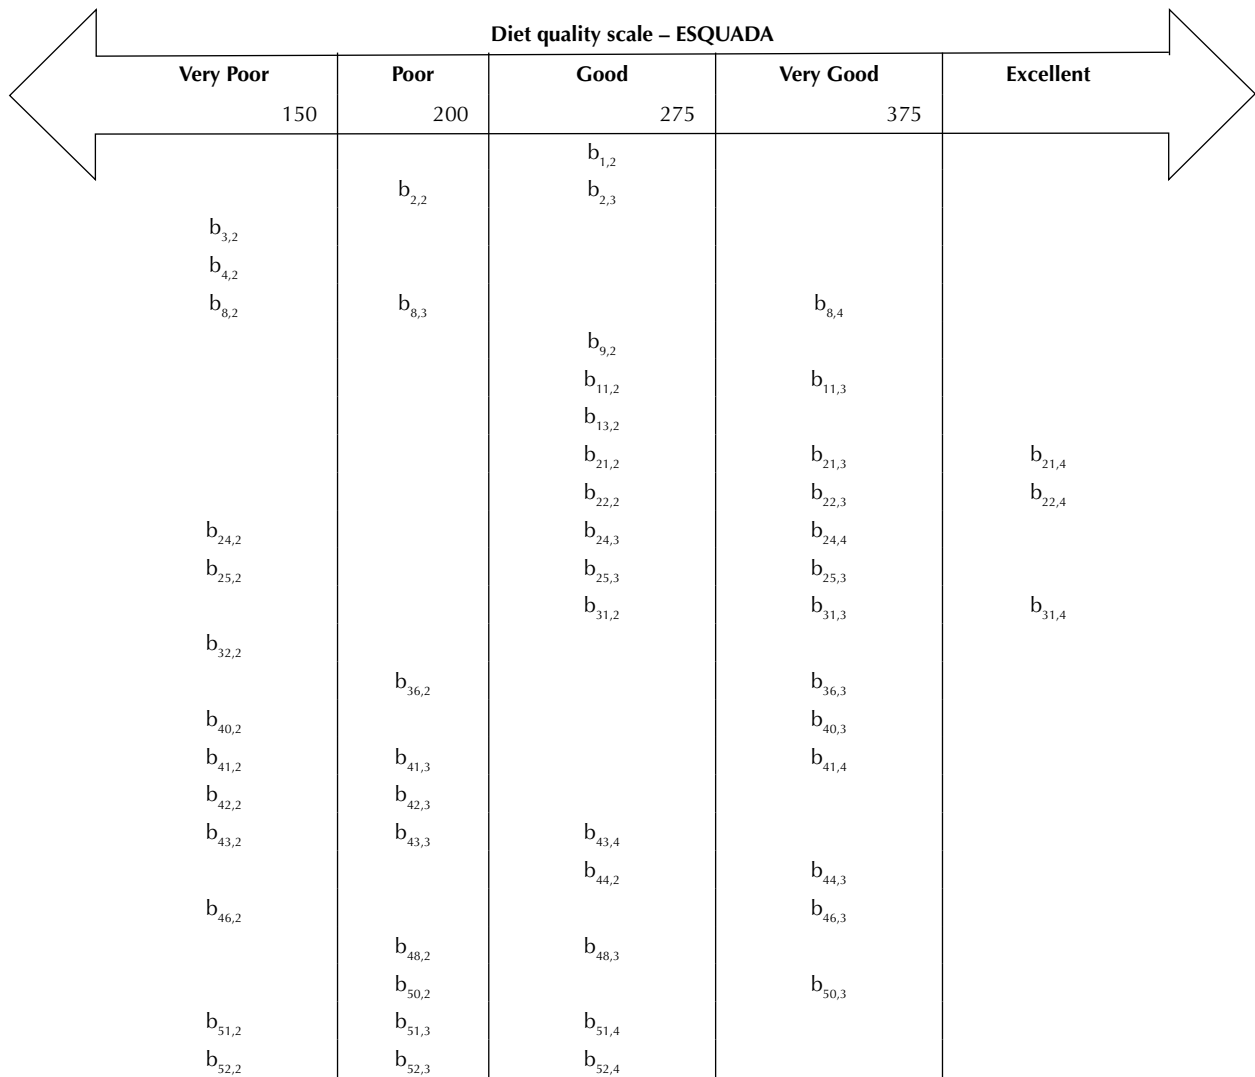 Diet quality scale – ESQUADA
Very Poor Poor Good Very Good Excellent
150 200 275 375
b1,2
b2,2 b2,3
b3,2
b4,2
b8,2 b8,3 b8,4
b9,2
b11,2 b11,3
b13,2
b21,2 b21,3 b21,4
b22,2 b22,3 b22,4
b24,2 b24,3 b24,4
b25,2 b25,3 b25,3
b31,2 b31,3 b31,4
b32,2
b36,2 b36,3
b40,2 b40,3
b41,2 b41,3 b41,4
b42,2 b42,3
b43,2 b43,3 b43,4
b44,2 b44,3
b46,2 b46,3
b48,2 b48,3
b50,2 b50,3
b51,2 b51,3 b51,4
b52,2 b52,3 b52,4